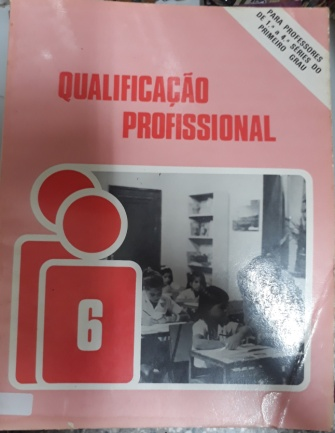 PARA PROFESSORES
DE 1.ª a 4.ª SÉRIES DO
PRIMEIRO GRAU
QUALIFICAÇÃO
PROFISSIONAL
6